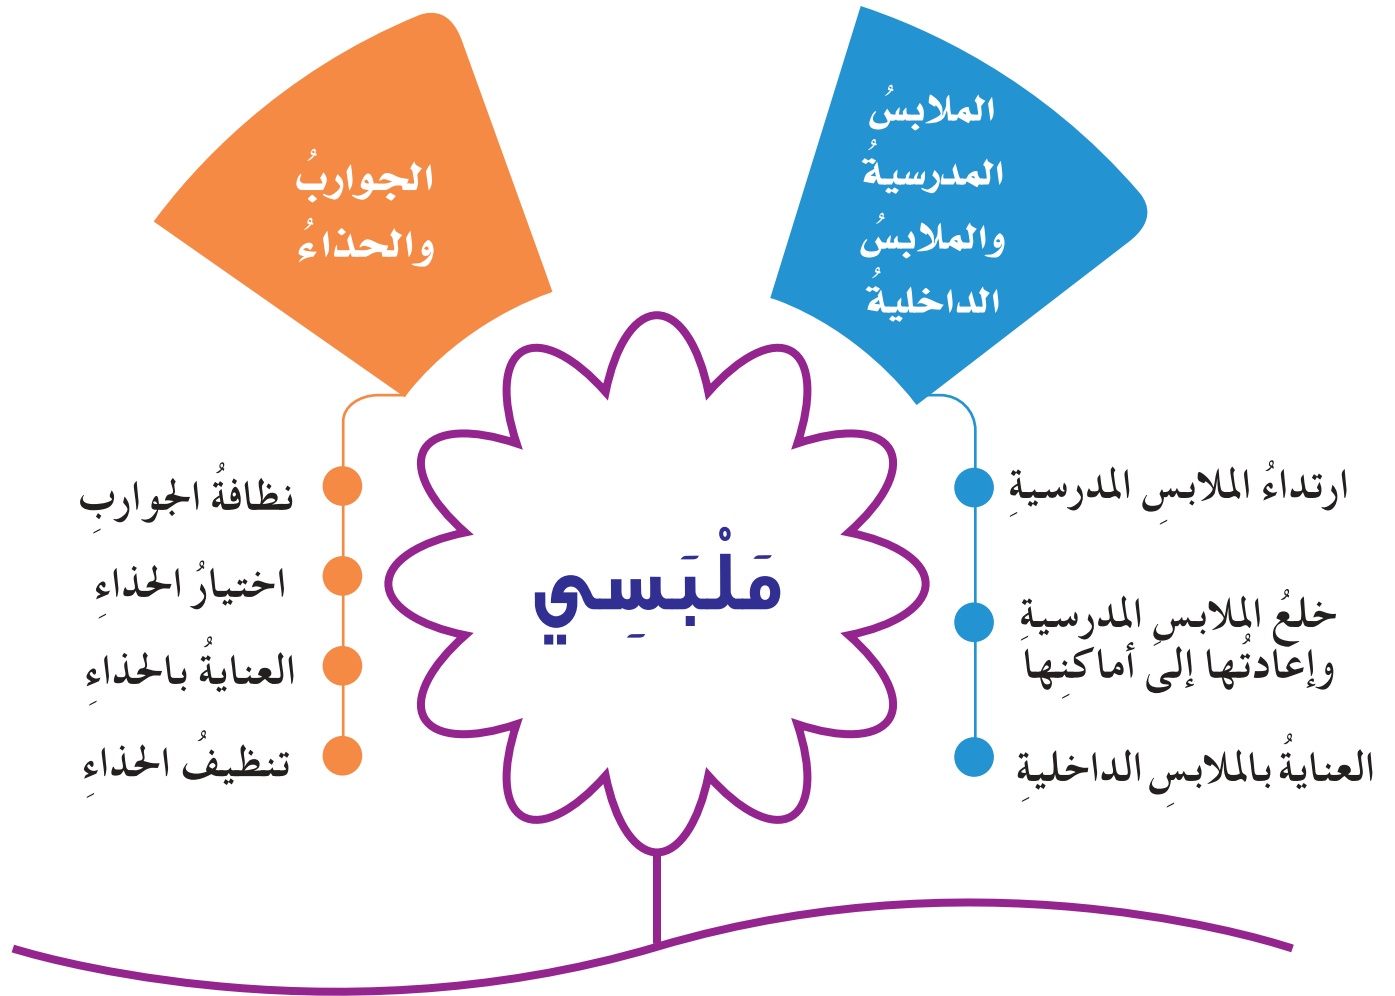 الملابسُ
المدرسيةُ
والملابسُ
الداخليةُ
ارتداءُ الملابسِ المدرسيةِ
خلعُ الملابسِ المدرسيةِ
وإعادتُها إلى أماكنِها
العنايةُ بالملابسِ الداخليةِ
الجواربُ
والحذاءُ
نظافةُ الجواربِ
اختيارُ الحذاءِ
العنايةُ بالحذاءِ
تنظيفُ الحذاءِ
مَلْبَسِي